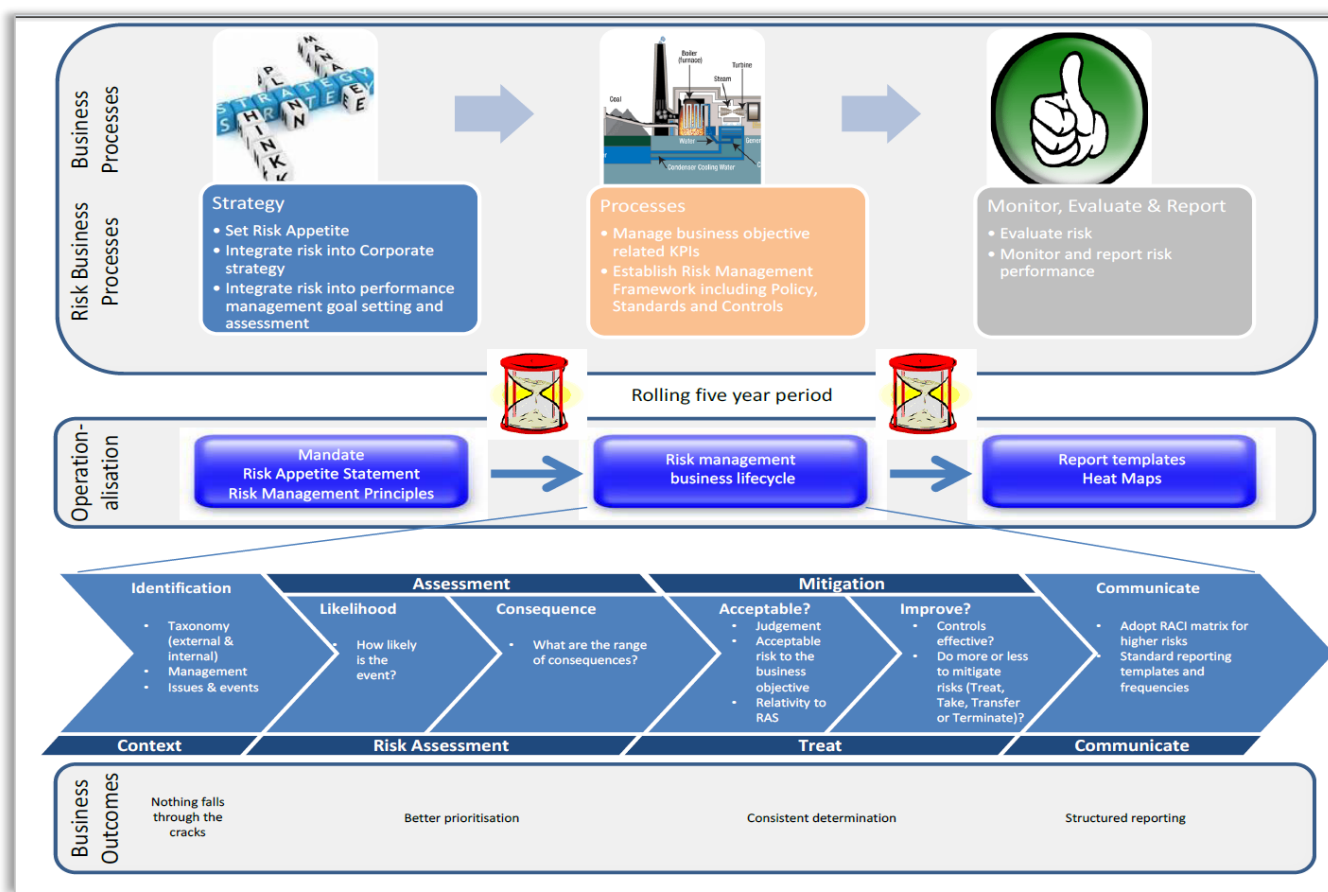 Business
Processes
MANA
PL
STRATEGY
THINK
Coal
Boiler
(furnace)
Turbine
Steam
Water
Condenser Cooling Water
Risk Business
Processes
Strategy
• Set Risk Appetite
• Integrate risk into Corporate
strategy
• Integrate risk into performance
management goal setting and
assessment
Processes
• Manage business objective
related KPIs
• Establish Risk Management
Framework including Policy,
Standards and Controls
Monitor, Evaluate & Report
• Evaluate risk
• Monitor and report risk
performance
Rolling five year period
Operation-
alisation
Mandate
Risk Appetite Statement
Risk Management Principles
Risk management
business lifecycle
Report templates
Heat Maps
Identification
• Taxonomy
(external &
internal)
• Management
• Issues & events
Assessment
Likelihood
• How likely
is the
event?
Consequence
• What are the range
of consequences?
Mitigation
Acceptable?
• Judgement
• Acceptable
risk to the
business
objective
• Relativity to
RAS
Improve?
• Controls
effective?
• Do more or less
to mitigate
risks (Treat,
Take, Transfer
or Terminate)?
Communicate
• Adopt RACI matrix for
higher risks
• Standard reporting
templates and
frequencies
Context
Risk Assessment
Treat
Communicate
Business
Outcomes
Nothing falls
through the
cracks
Better prioritisation
Consistent determination
Structured reporting